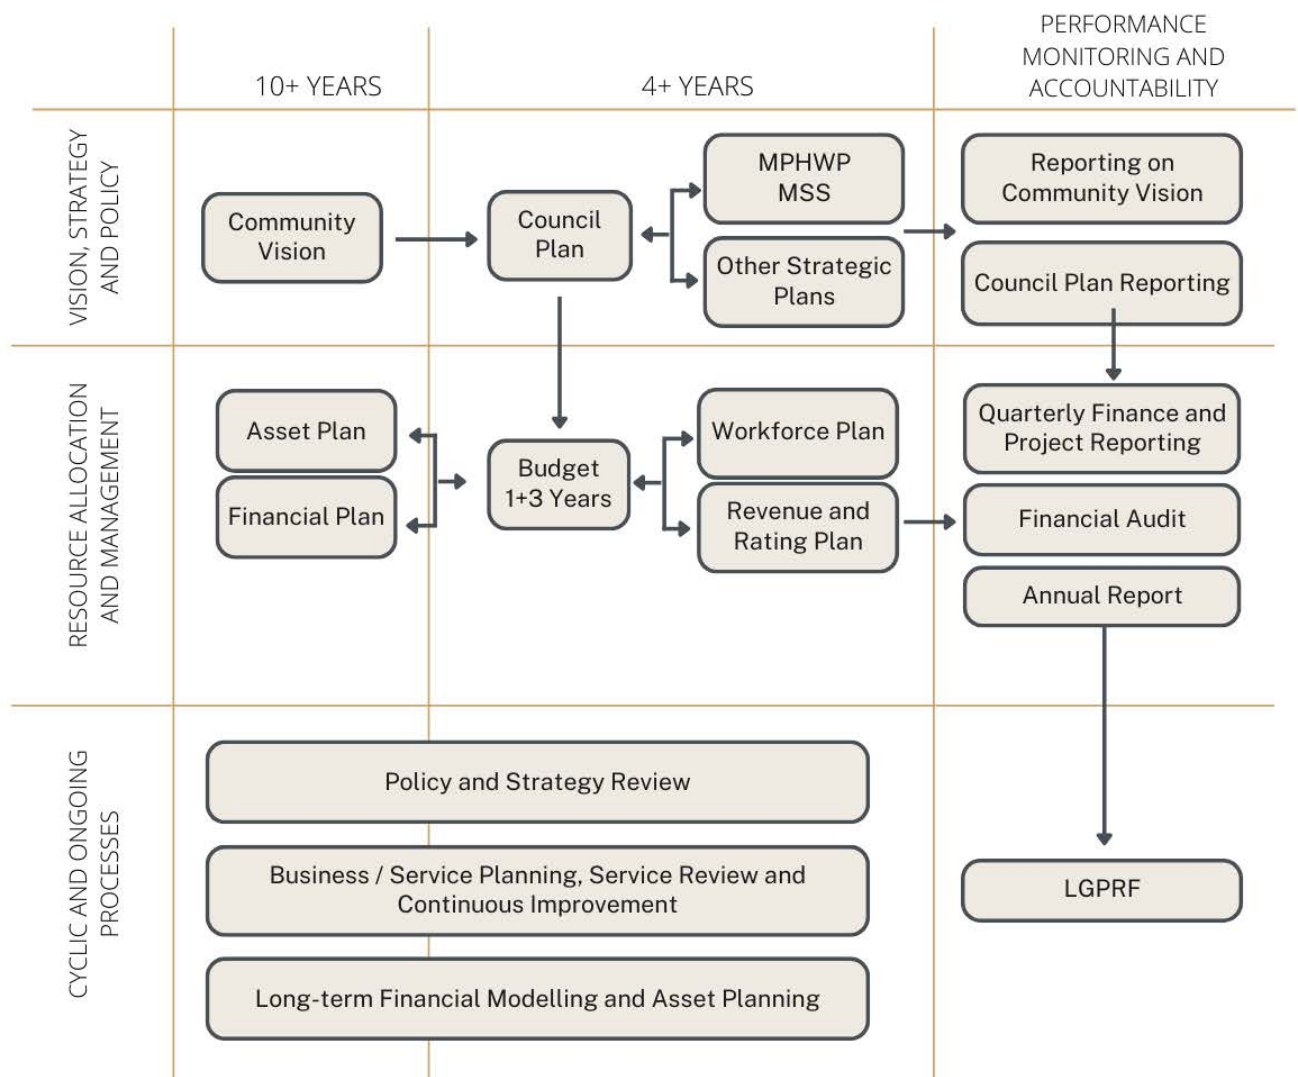 10+ YEARS
4+ YEARS
PERFORMANCE
MONITORING AND
ACCOUNTABILITY
VISION, STRATEGY
AND POLICY
Community
Vision
Council
Plan
MPHWP
MSS
Other Strategic
Plans
Reporting on
Community Vision
Council Plan Reporting
RESOURCE ALLOCATION
AND MANAGEMENT
Asset Plan
Financial Plan
Budget
1+3 Years
Workforce Plan
Revenue and
Rating Plan
Quarterly Finance and
Project Reporting
Financial Audit
Annual Report
CYCLIC AND ONGOING
PROCESSES
Policy and Strategy Review
Business / Service Planning, Service Review and
Continuous Improvement
Long-term Financial Modelling and Asset Planning
LGPRF